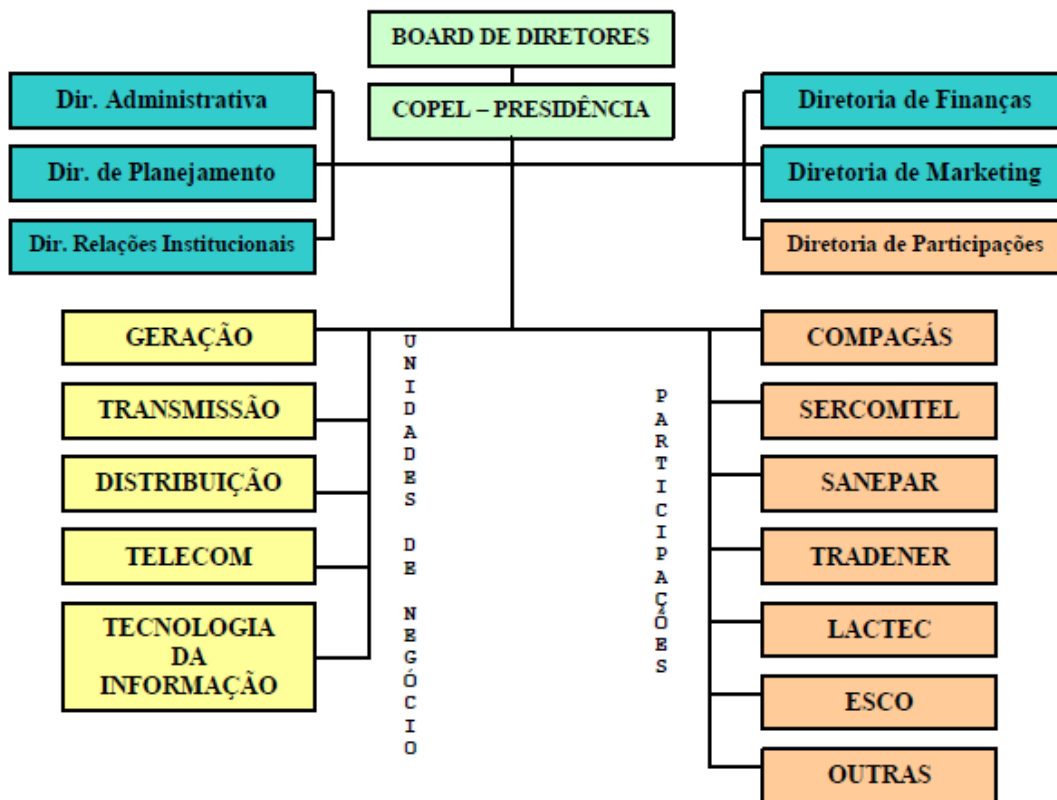 BOARD DE DIRETORES
COPEL – PRESIDÊNCIA
Dir. Administrativa
Dir. de Planejamento
Dir. Relações Institucionais
Diretoria de Finanças
Diretoria de Marketing
Diretoria de Participações
GERAÇÃO
TRANSMISSÃO
DISTRIBUIÇÃO
TELECOM
TECNOLOGIA
DA
INFORMAÇÃO
UNIDADES DE NEGÓCIO
PARTICIPAÇÕES
COMPAGÁS
SERCOMTEL
SANEPAR
TRADENER
LACTEC
ESCO
OUTRAS